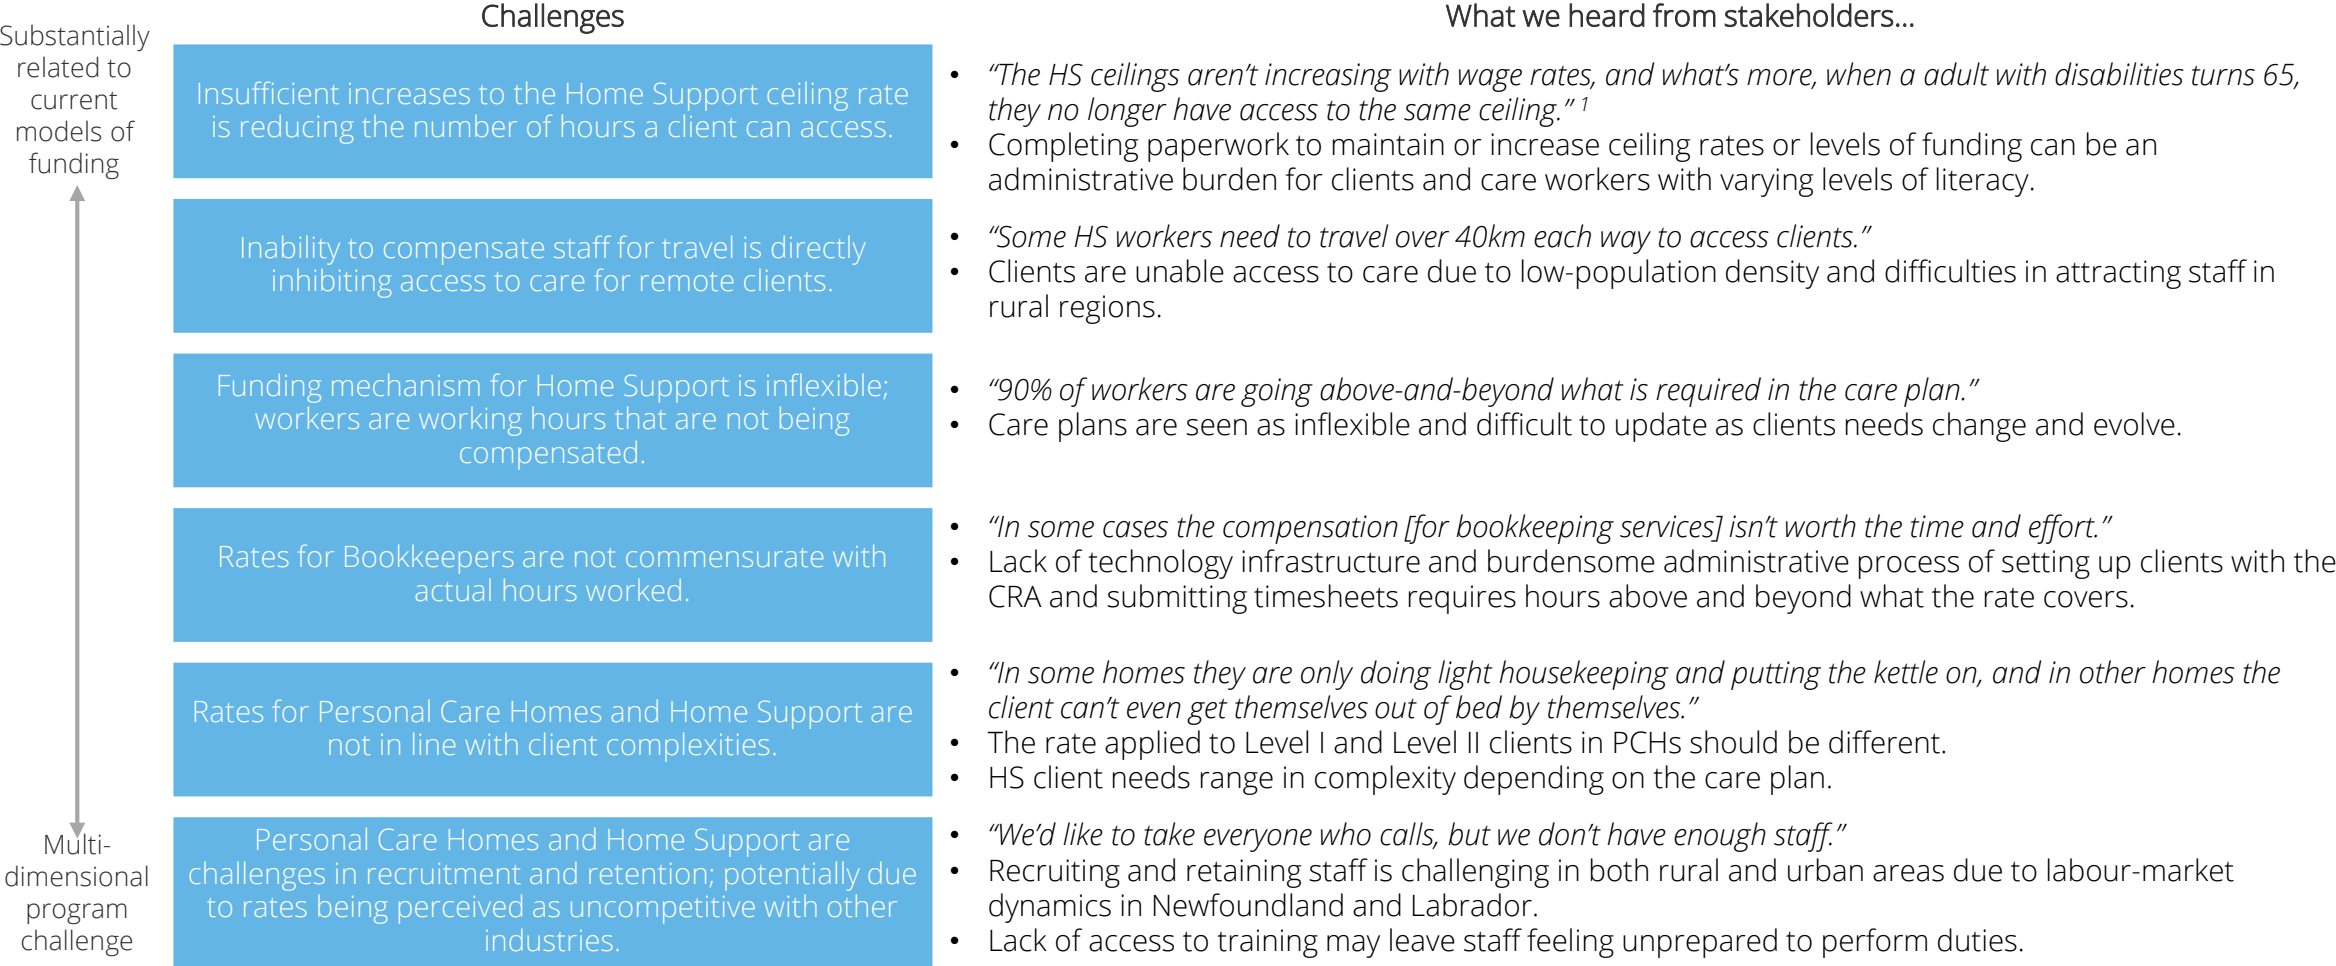 Challenges
What we heard from stakeholders...
Substantially
related to
current
models of
funding
Insufficient increases to the Home Support ceiling rate
is reducing the number of hours a client can access.
• “The HS ceilings aren’t increasing with wage rates, and what’s more, when a adult with disabilities turns 65,
they no longer have access to the same ceiling.” 1
• Completing paperwork to maintain or increase ceiling rates or levels of funding can be an
administrative burden for clients and care workers with varying levels of literacy.
Inability to compensate staff for travel is directly
inhibiting access to care for remote clients.
• “Some HS workers need to travel over 40km each way to access clients.”
• Clients are unable access to care due to low-population density and difficulties in attracting staff in
rural regions.
Funding mechanism for Home Support is inflexible;
workers are working hours that are not being
compensated.
• “90% of workers are going above-and-beyond what is required in the care plan.”
• Care plans are seen as inflexible and difficult to update as clients needs change and evolve.
Rates for Bookkeepers are not commensurate with
actual hours worked.
• “In some cases the compensation [for bookkeeping services] isn’t worth the time and effort.”
• Lack of technology infrastructure and burdensome administrative process of setting up clients with the
CRA and submitting timesheets requires hours above and beyond what the rate covers.
Rates for Personal Care Homes and Home Support are
not in line with client complexities.
• “In some homes they are only doing light housekeeping and putting the kettle on, and in other homes the
client can’t even get themselves out of bed by themselves.”
• The rate applied to Level I and Level II clients in PCHs should be different.
• HS client needs range in complexity depending on the care plan.
Multi-
dimensional
program
challenge
Personal Care Homes and Home Support are
challenges in recruitment and retention; potentially due
to rates being perceived as uncompetitive with other
industries.
• “We’d like to take everyone who calls, but we don’t have enough staff.”
• Recruiting and retaining staff is challenging in both rural and urban areas due to labour-market
dynamics in Newfoundland and Labrador.
• Lack of access to training may leave staff feeling unprepared to perform duties.